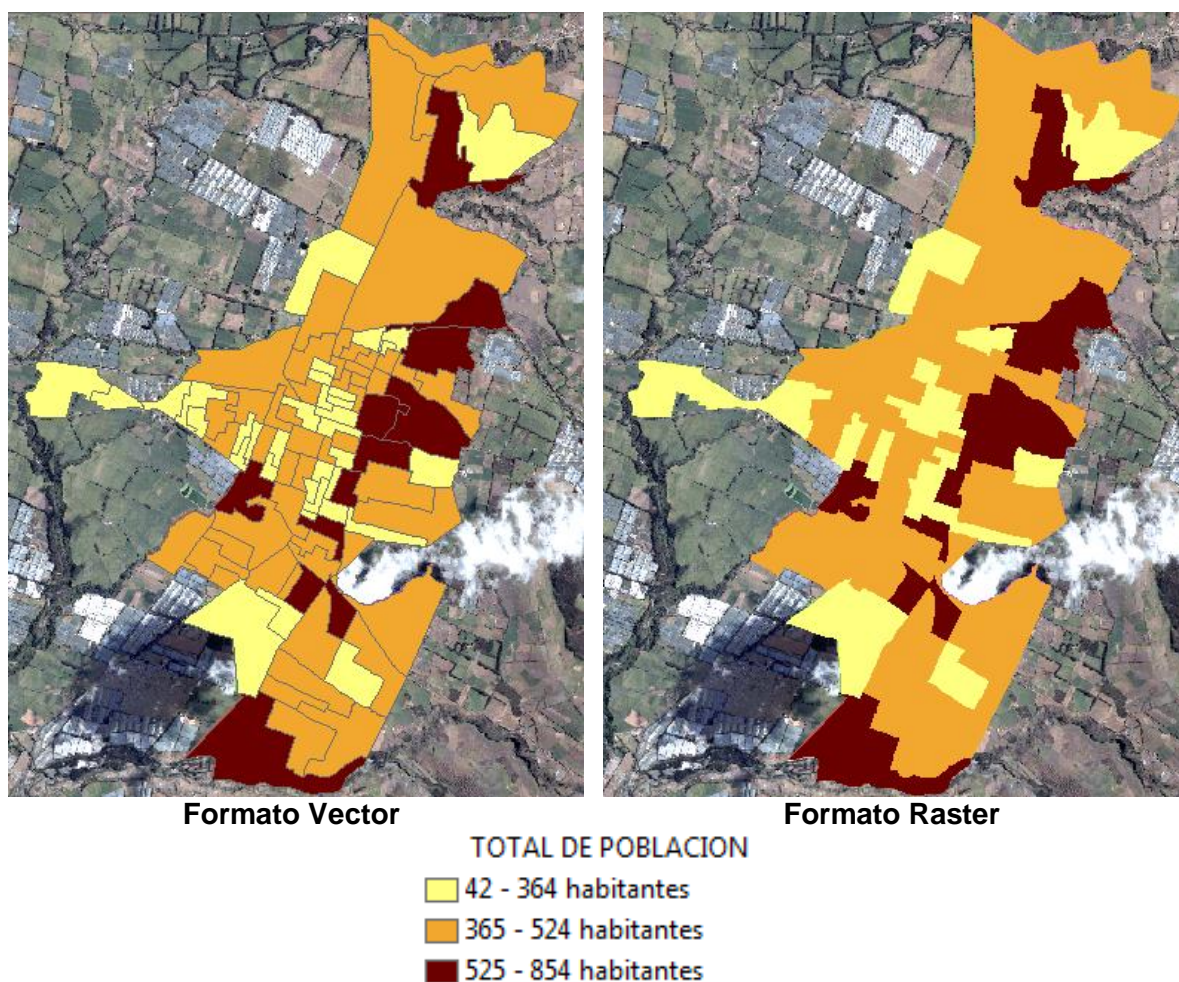 Formato Vector
Formato Raster
TOTAL DE POBLACION
42 - 364 habitantes
365 - 524 habitantes
525 - 854 habitantes